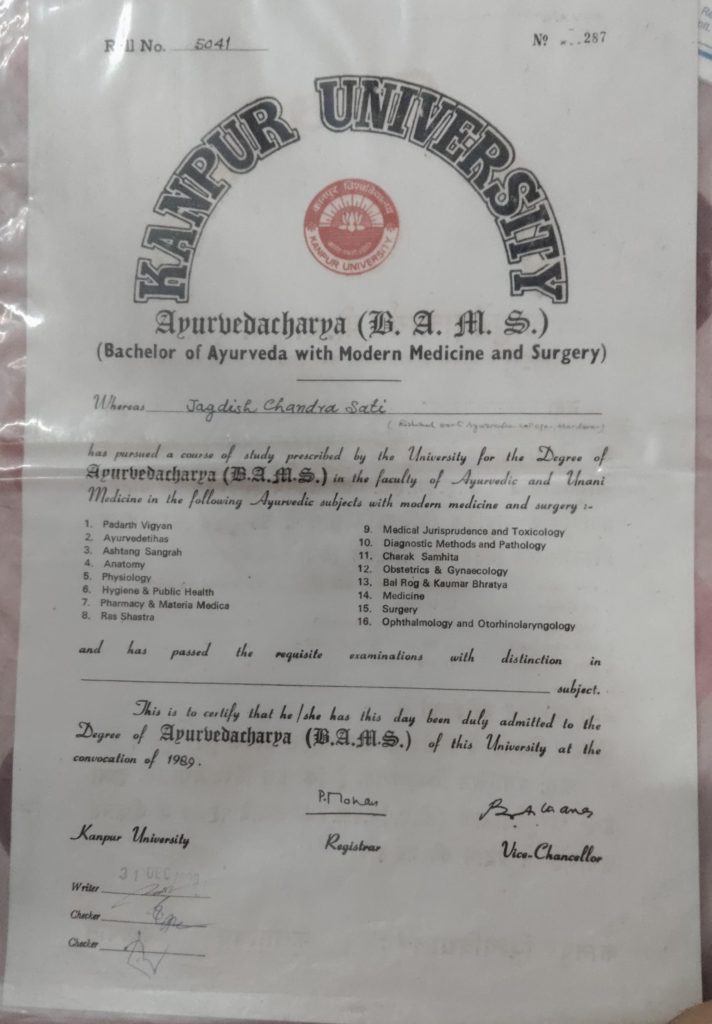 Roll No. 5041
No 287
KANPUR UNIVERSITY
कानपुर विश्वविद्यालय
KANPUR UNIVERSITY
Ayurvedacharya (B. A. M. S.)
(Bachelor of Ayurveda with Modern Medicine and Surgery)
Whereas Jagdish Chandra Sati
has pursued a course of study prescribed by the University for the Degree of
Ayurvedacharya (B.A.M.S.) in the faculty of Ayurvedic and Unani
Medicine in the following Ayurvedic subjects with modern medicine and surgery :-
1. Padarth Vigyan
2. Ayurvedetihas
3. Ashtang Sangrah
4. Anatomy
5. Physiology
6. Hygiene & Public Health
7. Pharmacy & Materia Medica
8. Ras Shastra
9. Medical Jurisprudence and Toxicology
10. Diagnostic Methods and Pathology
11. Charak Samhita
12. Obstetrics & Gynaecology
13. Bal Rog & Kaumar Bhratya
14. Medicine
15. Surgery
16. Ophthalmology and Otorhinolaryngology
and has passed the requisite examinations with distinction in
subject.
This is to certify that he/she has this day been duly admitted to the
Degree of Ayurvedacharya (B.A.M.S.) of this University at the
convocation of 1989.
P. Mohan
Kanpur University
Registrar
Vice-Chancellor
31 DEC
Writer
Checker
Checker